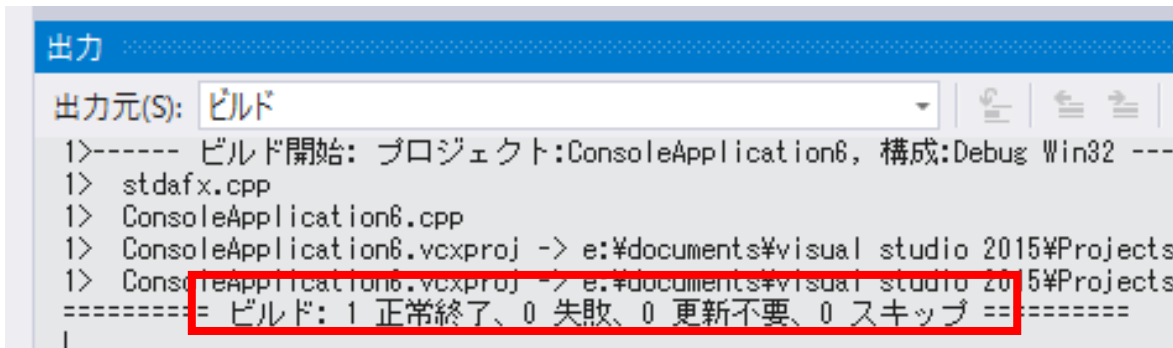 出力
出力元(S): ビルド
1>------ ビルド開始: プロジェクト:ConsoleApplication6, 構成:Debug Win32 ---
1>  stdafx.cpp
1>  ConsoleApplication6.cpp
1>  ConsoleApplication6.vcxproj -> e:¥documents¥visual studio 2015¥Projects
1>  ConsoleApplication6.vcxproj -> e:¥documents¥visual studio 2015¥Projects
========== ビルド: 1 正常終了、0 失敗、0 更新不要、0 スキップ ==========